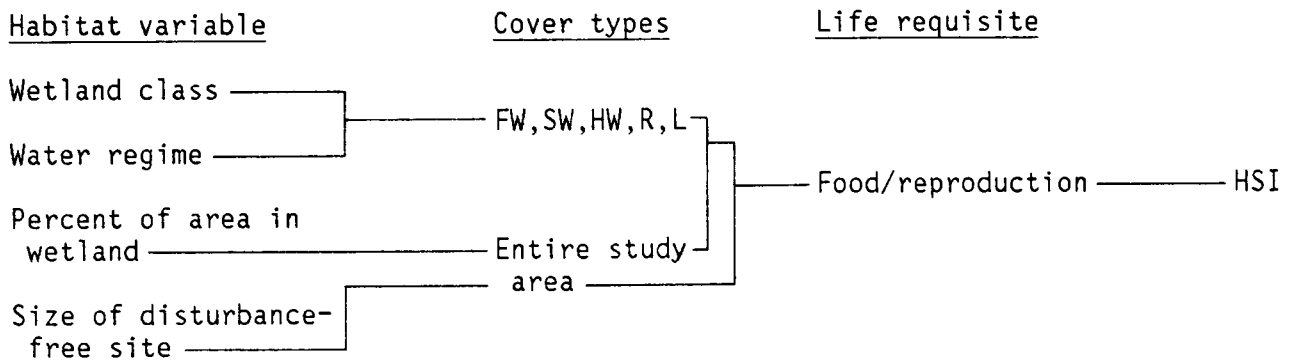 Habitat variable Cover types Life requisite
Wetland class
FW,SW,HW,R,L
Water regime
Food/reproduction HSI
Percent of area in
wetland Entire study
area
Size of disturbance-
free site